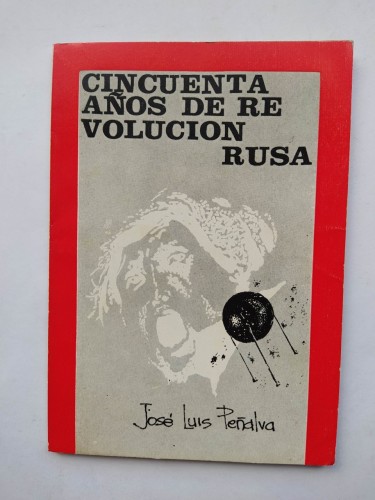 CINCUENTA
AÑOS DE RE
VOLUCION
RUSA
José Luis Peñalva